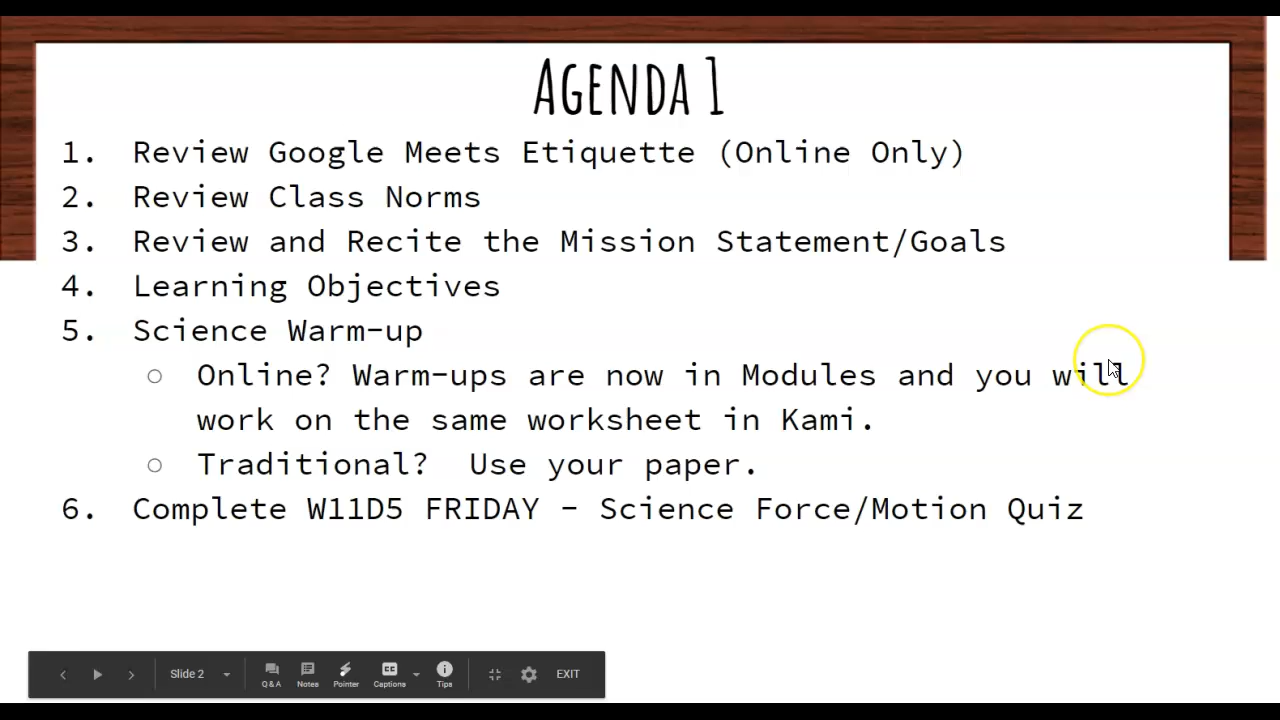 AGENDA 1
1. Review Google Meets Etiquette (Online Only)
2. Review Class Norms
3. Review and Recite the Mission Statement/Goals
4. Learning Objectives
5. Science Warm-up
○ Online? Warm-ups are now in Modules and you will
work on the same worksheet in Kami.
○ Traditional? Use your paper.
6. Complete W11D5 FRIDAY - Science Force/Motion Quiz
Slide 2
Q & A Notes Pointer Captions Tips EXIT